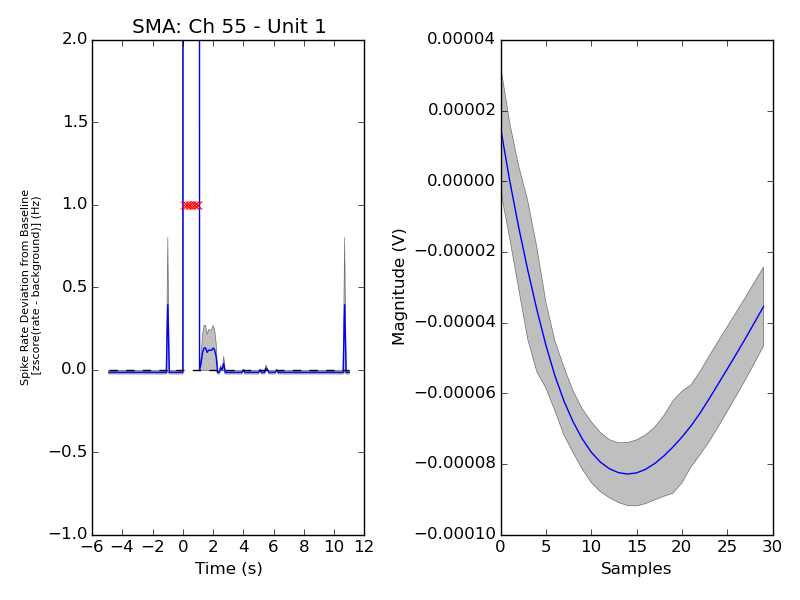 SMA: Ch 55 - Unit 1
2.0
1.5
1.0
0.5
0.0
−0.5
−1.0
−6 −4 −2 0 2 4 6 8 10 12
Time (s)
Spike Rate Deviation from Baseline
[zscore(rate - background)] (Hz)
0.00004
0.00002
0.00000
−0.00002
−0.00004
−0.00006
−0.00008
−0.00010
0 5 10 15 20 25 30
Samples
Magnitude (V)